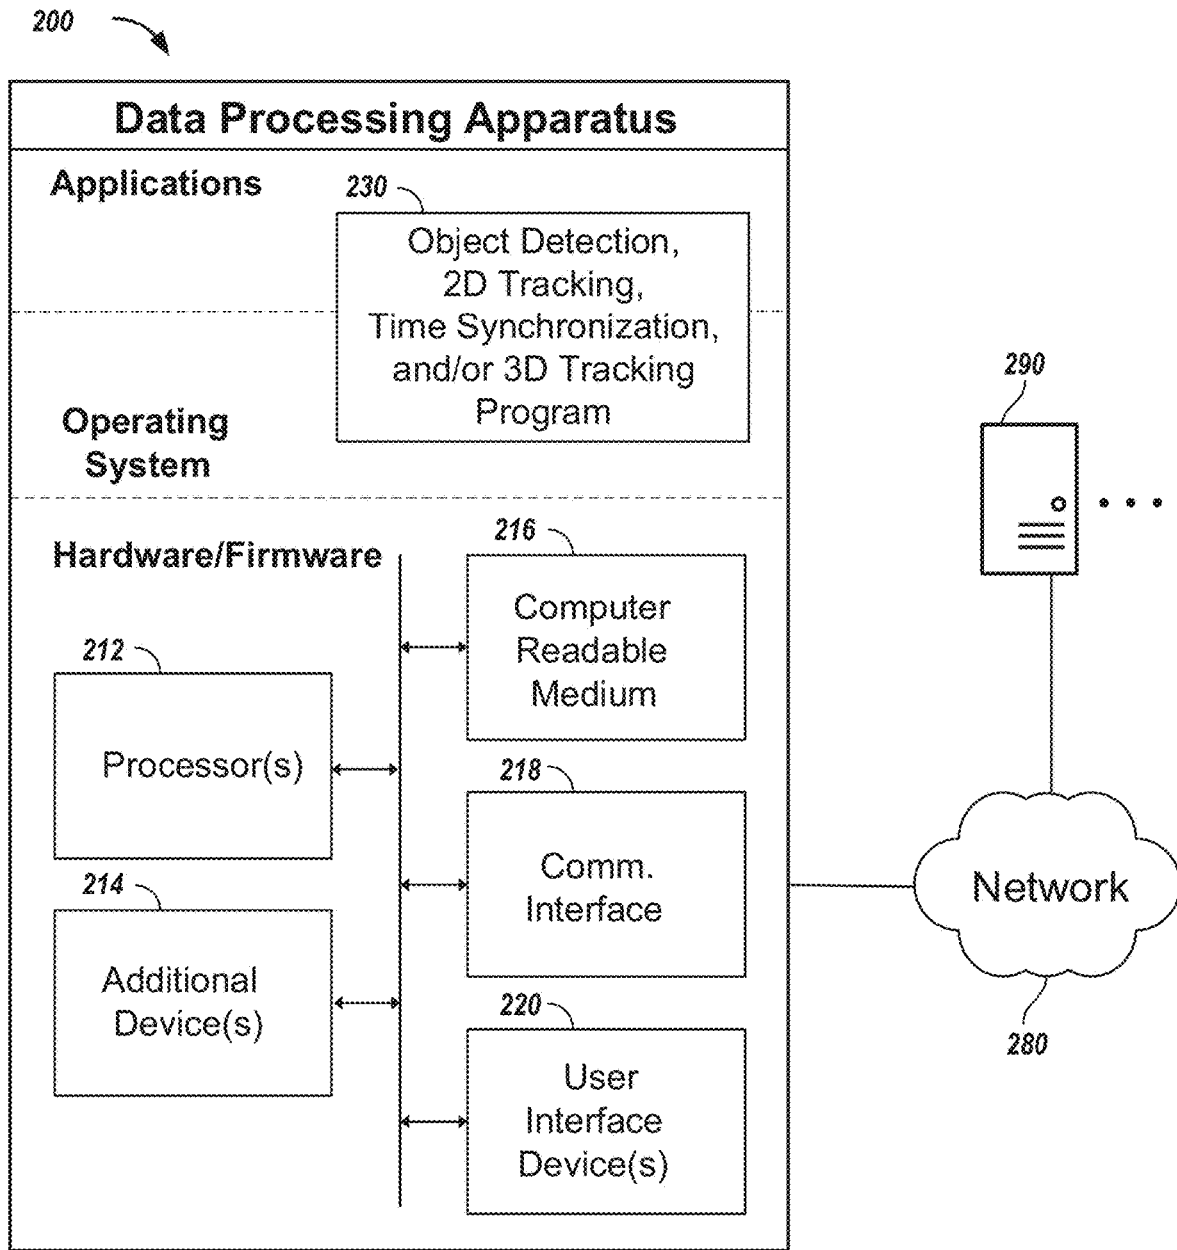 200
Data Processing Apparatus
Applications
230
Object Detection,
2D Tracking,
Time Synchronization,
and/or 3D Tracking
Program
Operating
System
290
Hardware/Firmware
216
Computer
Readable
Medium
212
Processor(s)
218
Comm.
Interface
Network
280
214
Additional
Device(s)
220
User
Interface
Device(s)